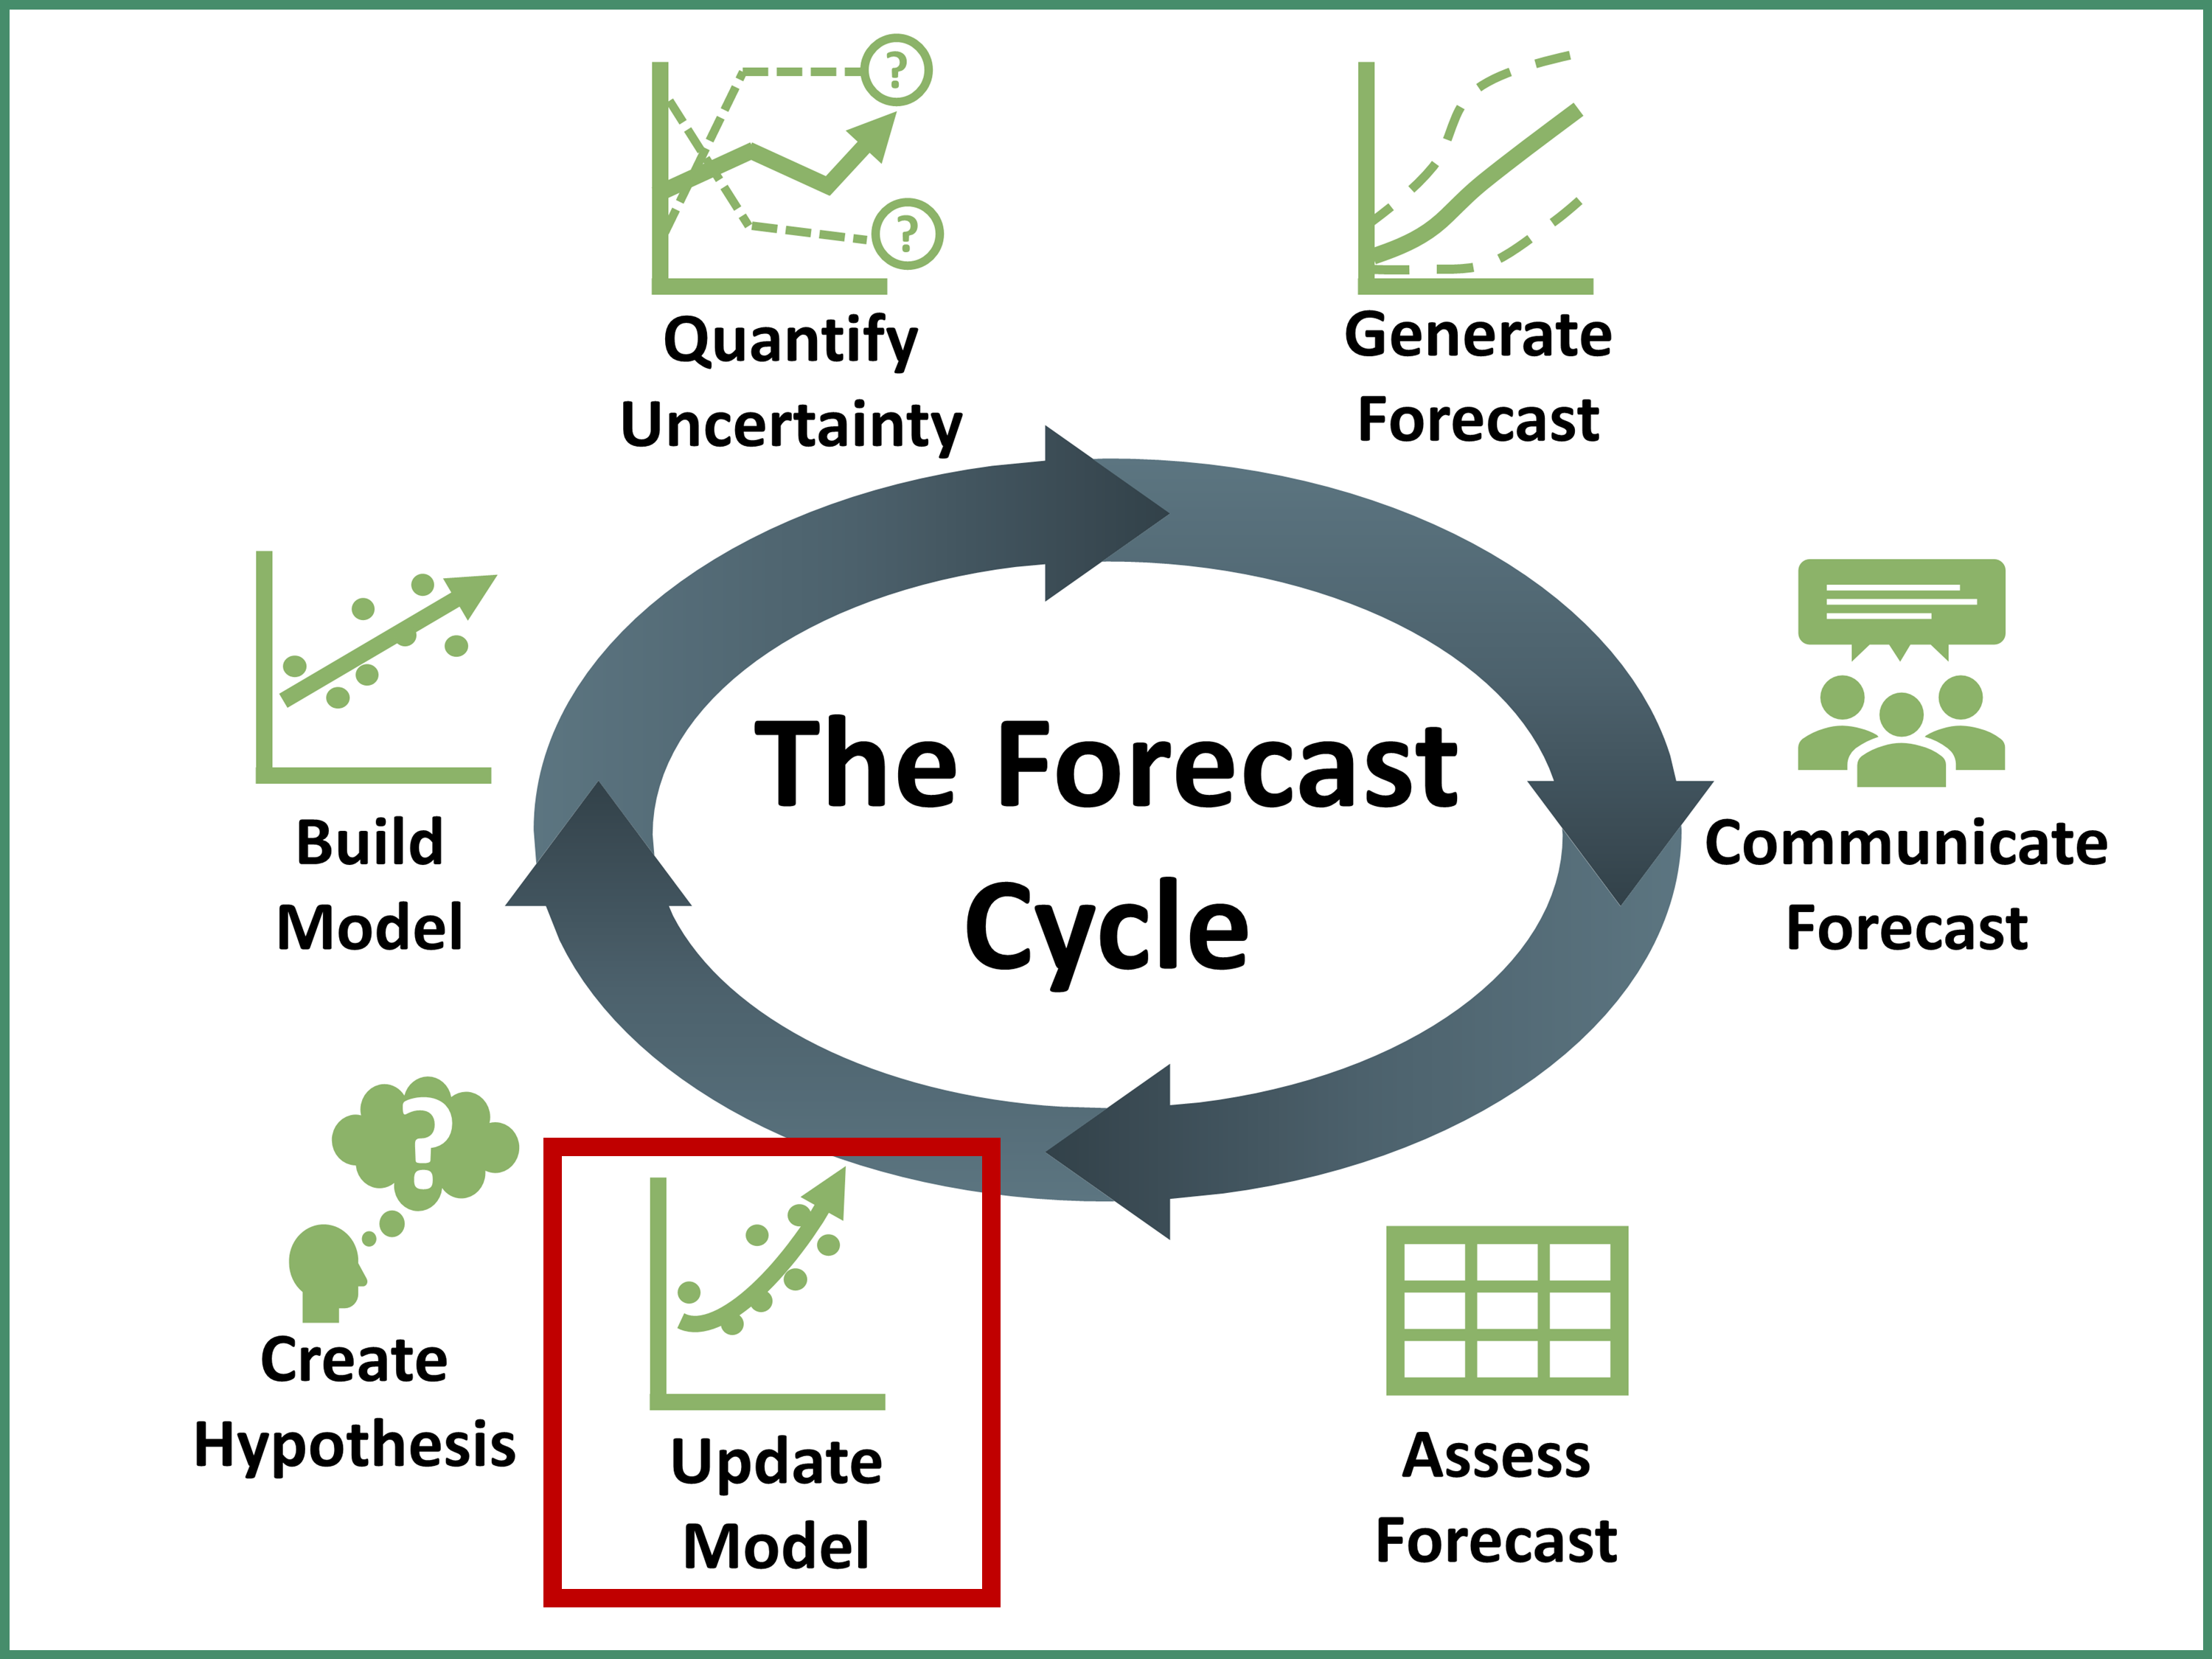 ?
?
Quantify
Uncertainty
Generate
Forecast
Build
Model
The Forecast
Cycle
Communicate
Forecast
?
Create
Hypothesis
Update
Model
Assess
Forecast